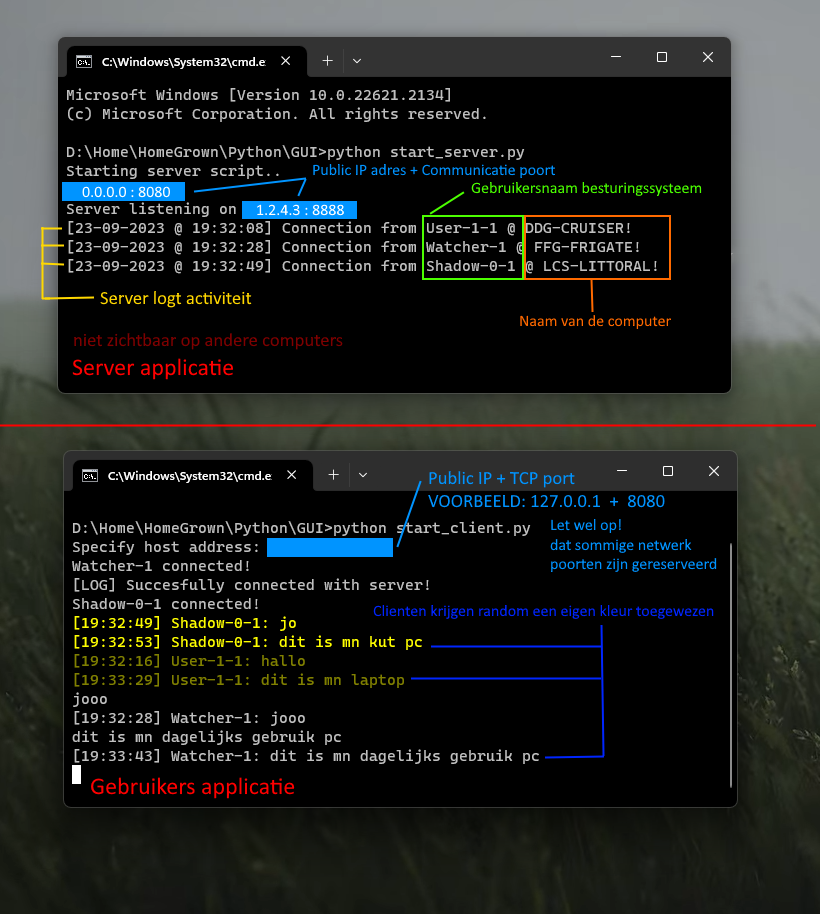 C:\Windows\System32\cmd.e
Microsoft Windows [Version 10.0.22621.2134]
(c) Microsoft Corporation. All rights reserved.
D:\Home\HomeGrown\Python\GUI>python start_server.py
Starting server script..
Public IP adres + Communicatie poort
0.0.0.0 : 8080
Gebruikersnaam besturingssysteem
Server listening on 1.2.4.3 : 8888
[23-09-2023 @ 19:32:08] Connection from User-1-1 @ DDG-CRUISER!
[23-09-2023 @ 19:32:28] Connection from Watcher-1 @ FFG-FRIGATE!
[23-09-2023 @ 19:32:49] Connection from Shadow-0-1 @ LCS-LITTORAL!
Server logt activiteit
Naam van de computer
niet zichtbaar op andere computers
Server applicatie
C:\Windows\System32\cmd.e
Public IP + TCP port
VOORBEELD: 127.0.0.1 + 8080
D:\Home\HomeGrown\Python\GUI>python start_client.py
Let wel op!
dat sommige netwerk
poorten zijn gereserveerd
Specify host address:
Watcher-1 connected!
[LOG] Succesfully connected with server!
Shadow-0-1 connected!
Clienten krijgen random een eigen kleur toegewezen
[19:32:49] Shadow-0-1: jo
[19:32:53] Shadow-0-1: dit is mn kut pc
[19:32:16] User-1-1: hallo
[19:33:29] User-1-1: dit is mn laptop
jooo
[19:32:28] Watcher-1: jooo
dit is mn dagelijks gebruik pc
[19:33:43] Watcher-1: dit is mn dagelijks gebruik pc
Gebruikers applicatie